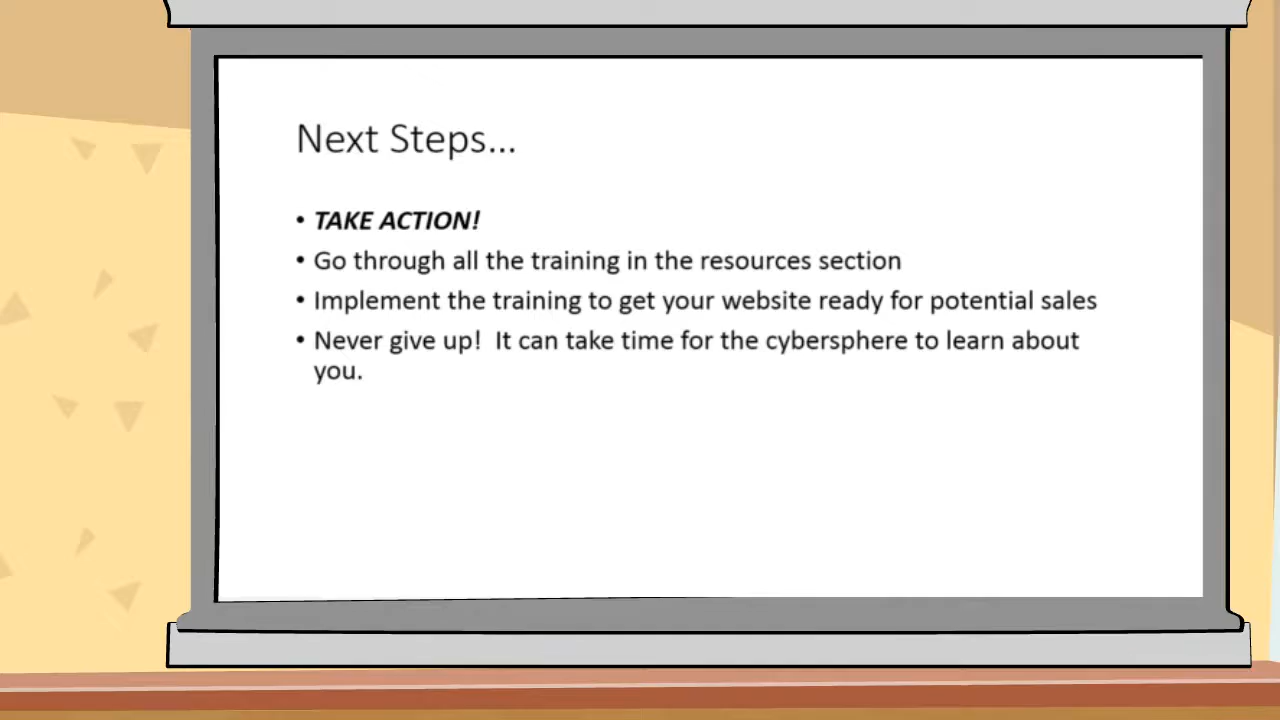 Next Steps...
• TAKE ACTION!
• Go through all the training in the resources section
• Implement the training to get your website ready for potential sales
• Never give up!  It can take time for the cybersphere to learn about
you.